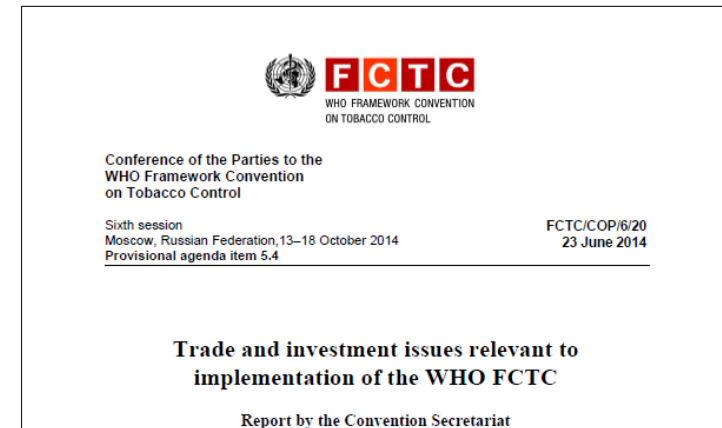 FCTC
WHO FRAMEWORK CONVENTION
ON TOBACCO CONTROL
Conference of the Parties to the
WHO Framework Convention
on Tobacco Control
Sixth session
Moscow, Russian Federation,13–18 October 2014
Provisional agenda item 5.4
FCTC/COP/6/20
23 June 2014
Trade and investment issues relevant to
implementation of the WHO FCTC
Report by the Convention Secretariat